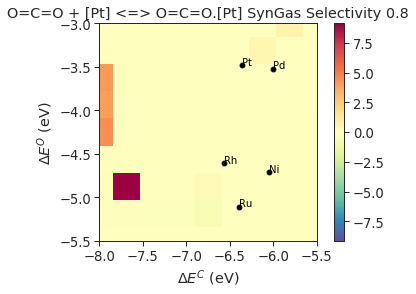 O=C=O + [Pt] <=> O=C=O.[Pt] SynGas Selectivity 0.8
−3.0
−3.5
−4.0
−4.5
−5.0
−5.5
ΔE^O (eV)
Pt
Pd
Rh
Ni
Ru
−8.0 −7.5 −7.0 −6.5 −6.0 −5.5
ΔE^C (eV)
7.5
5.0
2.5
0.0
−2.5
−5.0
−7.5